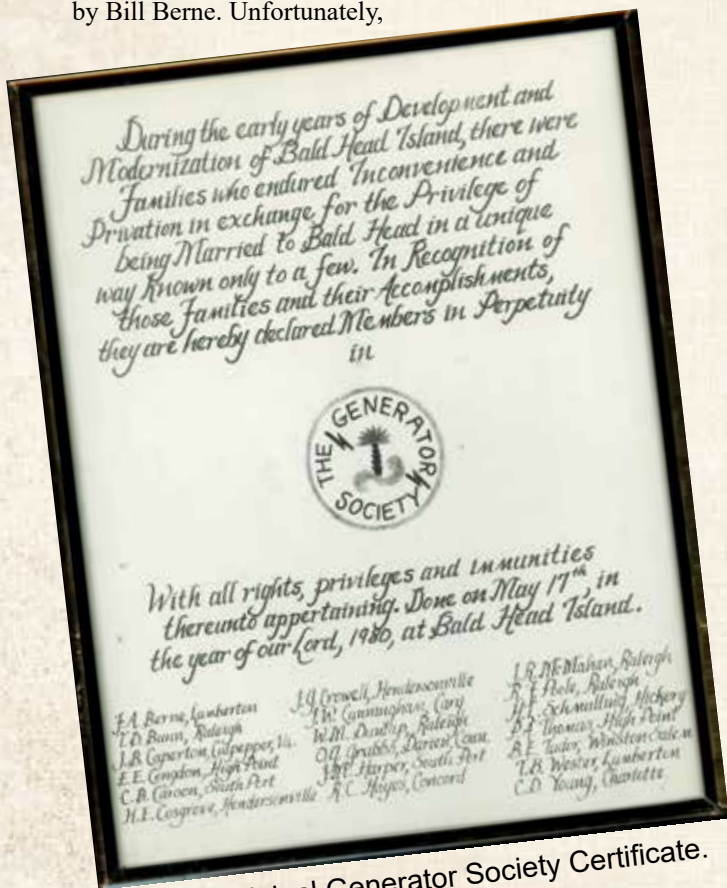 by Bill Berne. Unfortunately,
During the early years of Development and
Modernization of Bald Head Island, there were
Families who endured Inconvenience and
Privation in exchange for the Privilege of
being Married to Bald Head in a unique
way Known only to a few. In Recognition of
those Families and their Accomplishments,
they are hereby declared Members in Perpetuity
in
THE GENERATOR SOCIETY
With all rights, privileges and immunities
thereunto appertaining. Done on May 17th, in
the year of our Lord, 1980, at Bald Head Island.
Berne, Lumberton
Bunn, Raleigh
J.B. Caperton, Culpepper, Va.
E.E. Congdon, High Point
C.B. Caroon, South Port
H.E. Cosgrove, Hendersonville
Crowell, Hendersonville
J.W. Cunningham, Cary
W.M. Dunlap, Raleigh
O.G. Grubbs, Darien, Conn.
Harper, South Port
R.C. Hayes, Concord
J.R. McMahan, Raleigh
Poole, Raleigh
Hickory
Thomas, High Point
Winston Salem
T.B. Wester, Lumberton
C.D. Young, Charlotte
Generator Society Certificate.